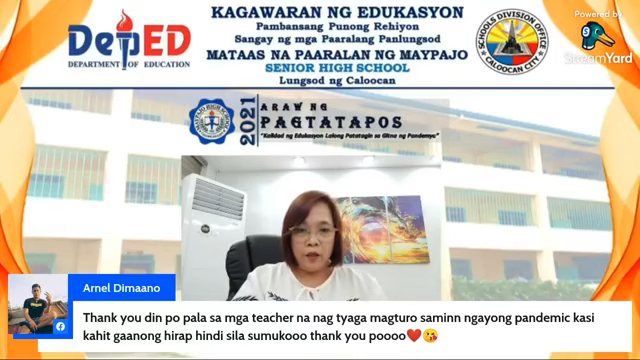 KAGAWARAN NG EDUKASYON
Pambansang Punong Rehiyon
Sangay ng mga Paaralang Panlungsod
MATAAS NA PAARALAN NG MAYPAJO
SENIOR HIGH SCHOOL
Lungsod ng Caloocan
DepED
DEPARTMENT OF EDUCATION
SCHOOLS DIVISION OFFICE
CALOOCAN CITY
Powered by
StreamYard
2021
ARAW NG
PAGTATAPOS
"Kalidad ng Edukasyon Lalong Patatagin sa Gitna ng Pandemya"
Arnel Dimaano
Thank you din po pala sa mga teacher na nag tyaga magturo saminn ngayong pandemic kasi
kahit gaanong hirap hindi sila sumukooo thank you poooo❤️😘